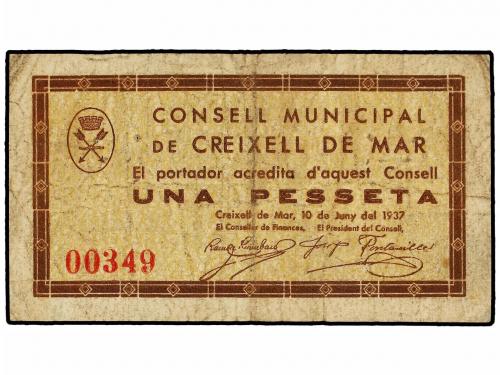 CONSELL MUNICIPAL
DE CREIXELL DE MAR
El portador acredita d'aquest Consell
UNA PESSETA
Creixell de Mar, 10 de Juny del 1937
El Conseller de Finances, El President del Consell,
00349